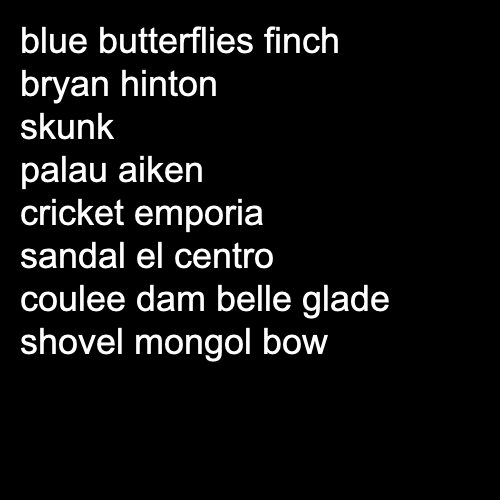 blue butterflies finch
bryan hinton
skunk
palau aiken
cricket emporia
sandal el centro
coulee dam belle glade
shovel mongol bow